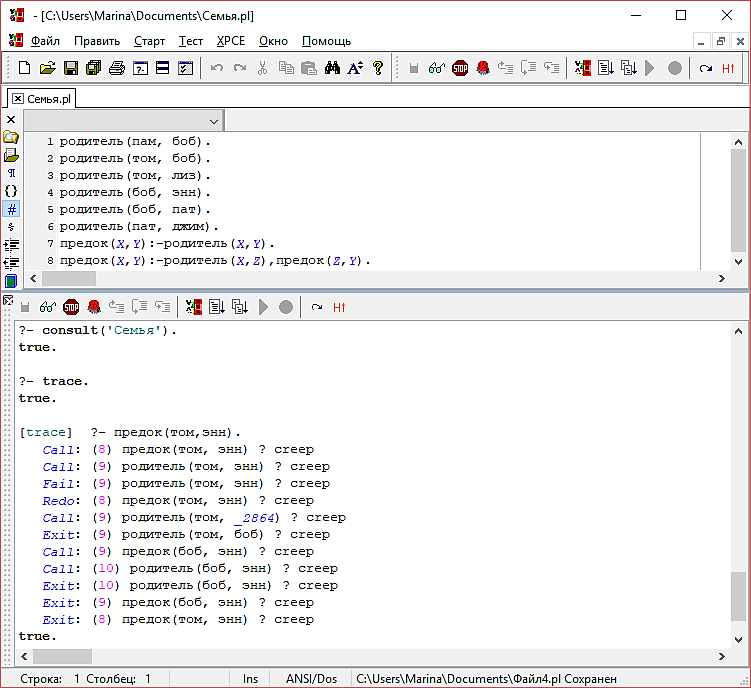 - [C:\Users\Marina\Documents\Семья.pl]
Файл Править Старт Тест XPCE Окно Помощь
Семья.pl
1 родитель(пам, боб).
2 родитель(том, боб).
3 родитель(том, лиз).
4 родитель(боб, энн).
5 родитель(боб, пат).
6 родитель(пат, джим).
7 предок(X,Y):-родитель(X,Y).
8 предок(X,Y):-родитель(X,Z),предок(Z,Y).
?- consult('Семья').
true.
?- trace.
true.
[trace]  ?- предок(том,энн).
Call: (8) предок(том, энн) ? creep
Call: (9) родитель(том, энн) ? creep
Fail: (9) родитель(том, энн) ? creep
Redo: (8) предок(том, энн) ? creep
Call: (9) родитель(том, _2864) ? creep
Exit: (9) родитель(том, боб) ? creep
Call: (9) предок(боб, энн) ? creep
Call: (10) родитель(боб, энн) ? creep
Exit: (10) родитель(боб, энн) ? creep
Exit: (9) предок(боб, энн) ? creep
Exit: (8) предок(том, энн) ? creep
true.
Строка: 1 Столбец: 1 Ins ANSI/Dos C:\Users\Marina\Documents\Файл4.pl Сохранен